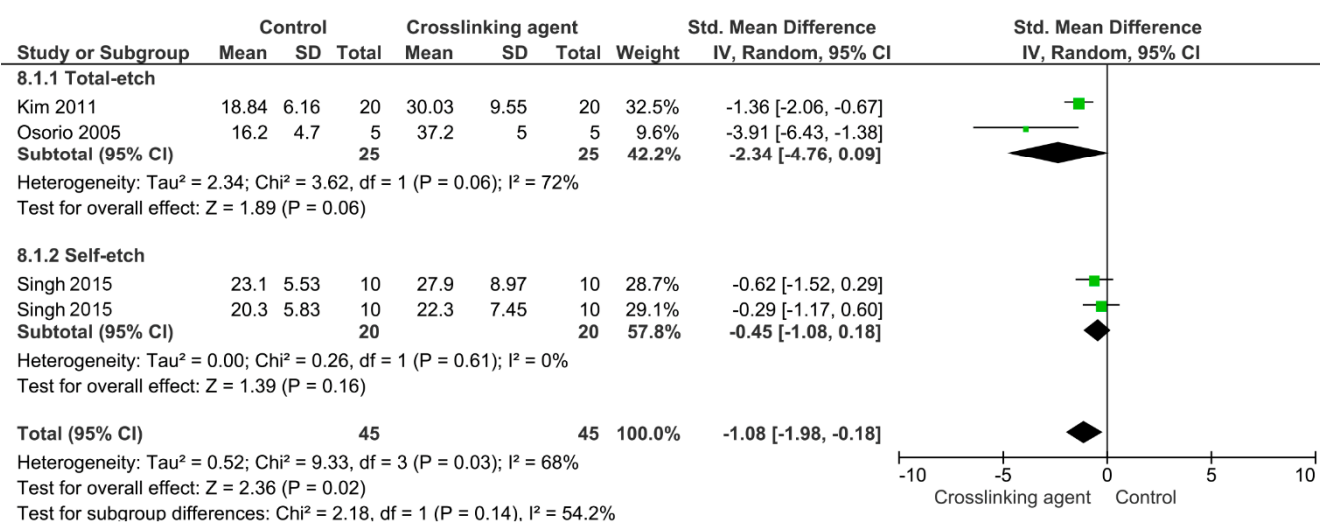 Control Crosslinking agent Std. Mean Difference Std. Mean Difference
Study or Subgroup Mean SD Total Mean SD Total Weight IV, Random, 95% CI IV, Random, 95% CI
8.1.1 Total-etch
Kim 2011 18.84 6.16 20 30.03 9.55 20 32.5% -1.36 [-2.06, -0.67]
Osorio 2005 16.2 4.7 5 37.2 5 5 9.6% -3.91 [-6.43, -1.38]
Subtotal (95% CI) 25 25 42.2% -2.34 [-4.76, 0.09]
Heterogeneity: Tau² = 2.34; Chi² = 3.62, df = 1 (P = 0.06); I² = 72%
Test for overall effect: Z = 1.89 (P = 0.06)
8.1.2 Self-etch
Singh 2015 23.1 5.53 10 27.9 8.97 10 28.7% -0.62 [-1.52, 0.29]
Singh 2015 20.3 5.83 10 22.3 7.45 10 29.1% -0.29 [-1.17, 0.60]
Subtotal (95% CI) 20 20 57.8% -0.45 [-1.08, 0.18]
Heterogeneity: Tau² = 0.00; Chi² = 0.26, df = 1 (P = 0.61); I² = 0%
Test for overall effect: Z = 1.39 (P = 0.16)
Total (95% CI) 45 45 100.0% -1.08 [-1.98, -0.18]
Heterogeneity: Tau² = 0.52; Chi² = 9.33, df = 3 (P = 0.03); I² = 68%
Test for overall effect: Z = 2.36 (P = 0.02)
Test for subgroup differences: Chi² = 2.18, df = 1 (P = 0.14), I² = 54.2%
-10 -5 0 5 10
Crosslinking agent Control